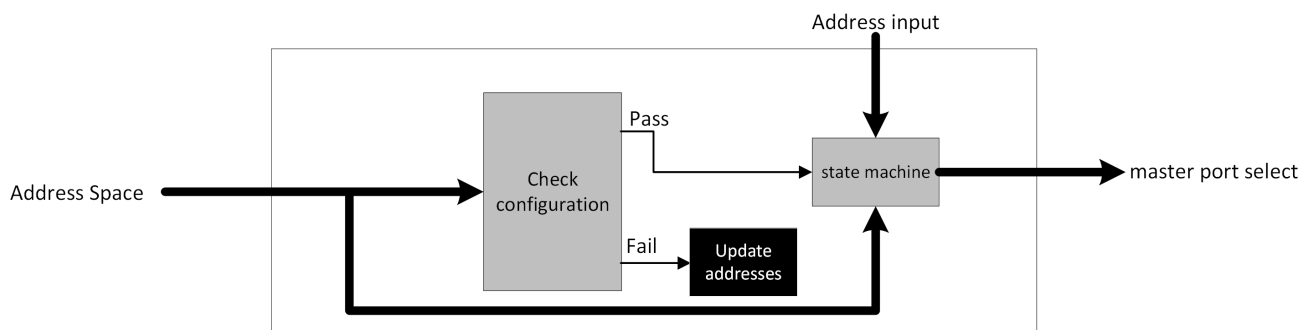 Address input
Pass
Check
configuration
state machine
master port select
Address Space
Fail
Update
addresses